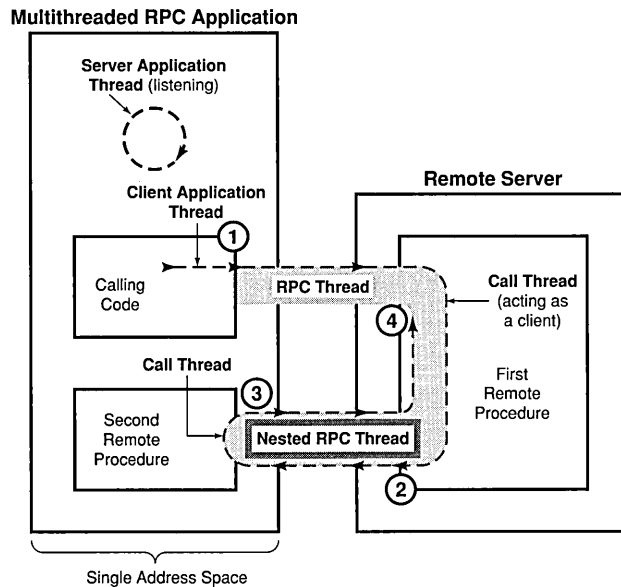 Multithreaded RPC Application
Server Application
Thread (listening)
Client Application
Thread
1
Calling
Code
RPC Thread
Remote Server
Call Thread
(acting as
a client)
4
Call Thread
3
First
Remote
Procedure
Second
Remote
Procedure
Nested RPC Thread
2
Single Address Space